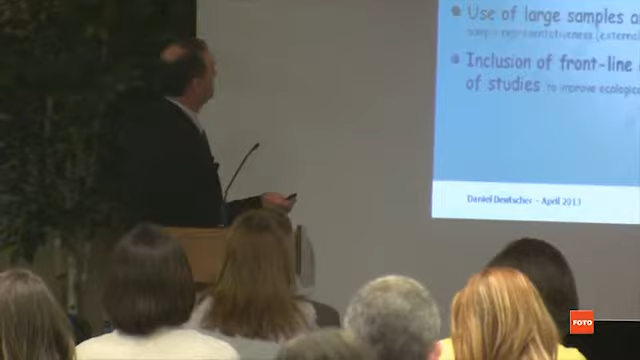 Use of large samples a
sample representativeness (external
Inclusion of front-line
of studies to improve ecologica
Daniel Deutscher - April 2013
FOTO